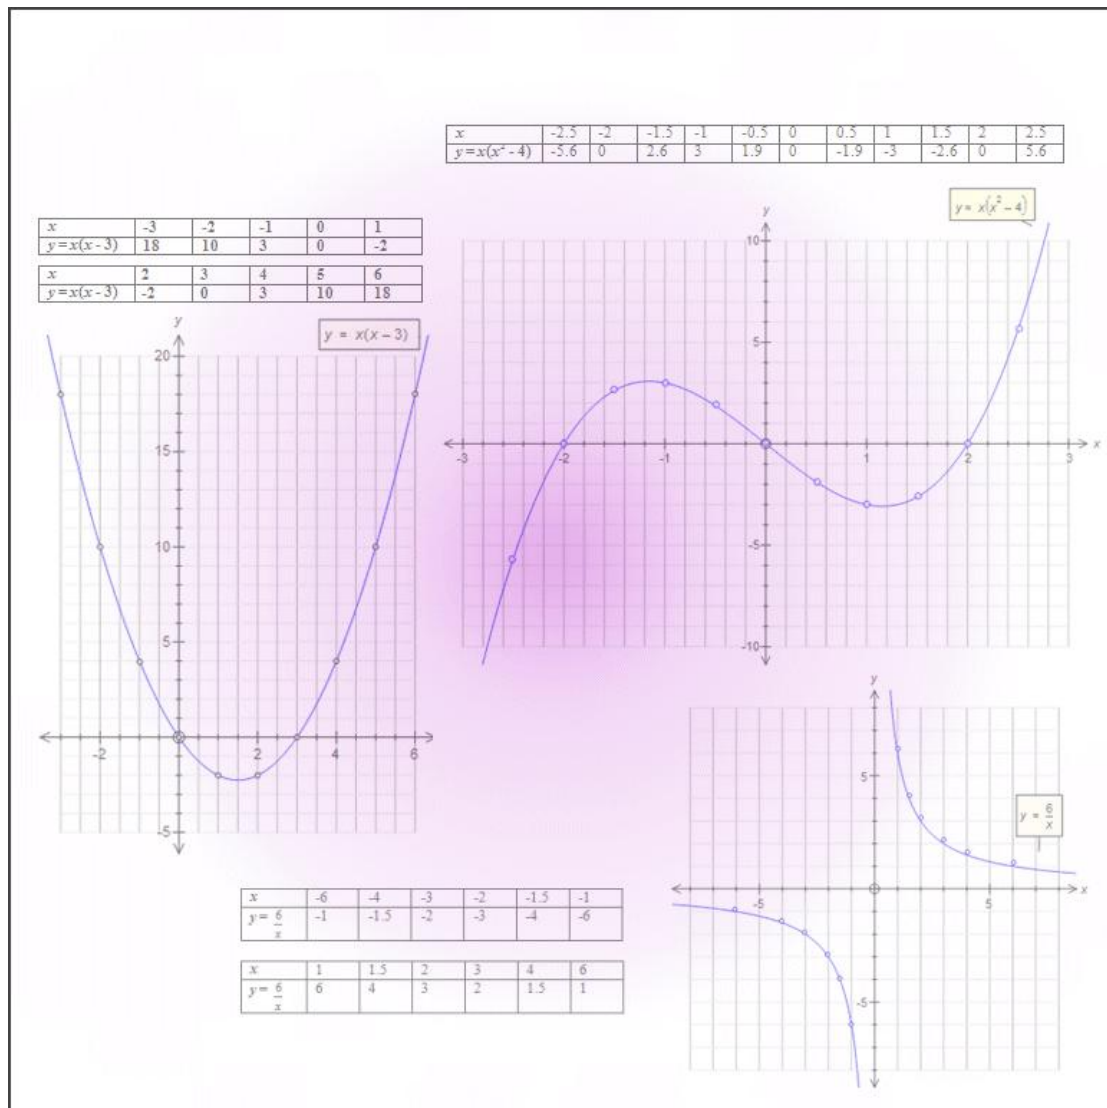 x -2.5 -2 -1.5 -1 -0.5 0 0.5 1 1.5 2 2.5
y=x(x² - 4) -5.6 0 2.6 3 1.9 0 -1.9 -3 -2.6 0 5.6
x -3 -2 -1 0 1
y=x(x - 3) 18 10 3 0 -2
x 2 3 4 5 6
y=x(x - 3) -2 0 3 10 18
y = x(x – 3)
y
20
15
10
5
-2 2 4 6
-5
y = x(x² – 4)
y
10
5
-3 -2 -1 1 2 3 x
-5
-10
x -6 -4 -3 -2 -1.5 -1
y= 6/x -1 -1.5 -2 -3 -4 -6
x 1 1.5 2 3 4 6
y= 6/x 6 4 3 2 1.5 1
y
5
y = 6/x
-5 5 x
-5